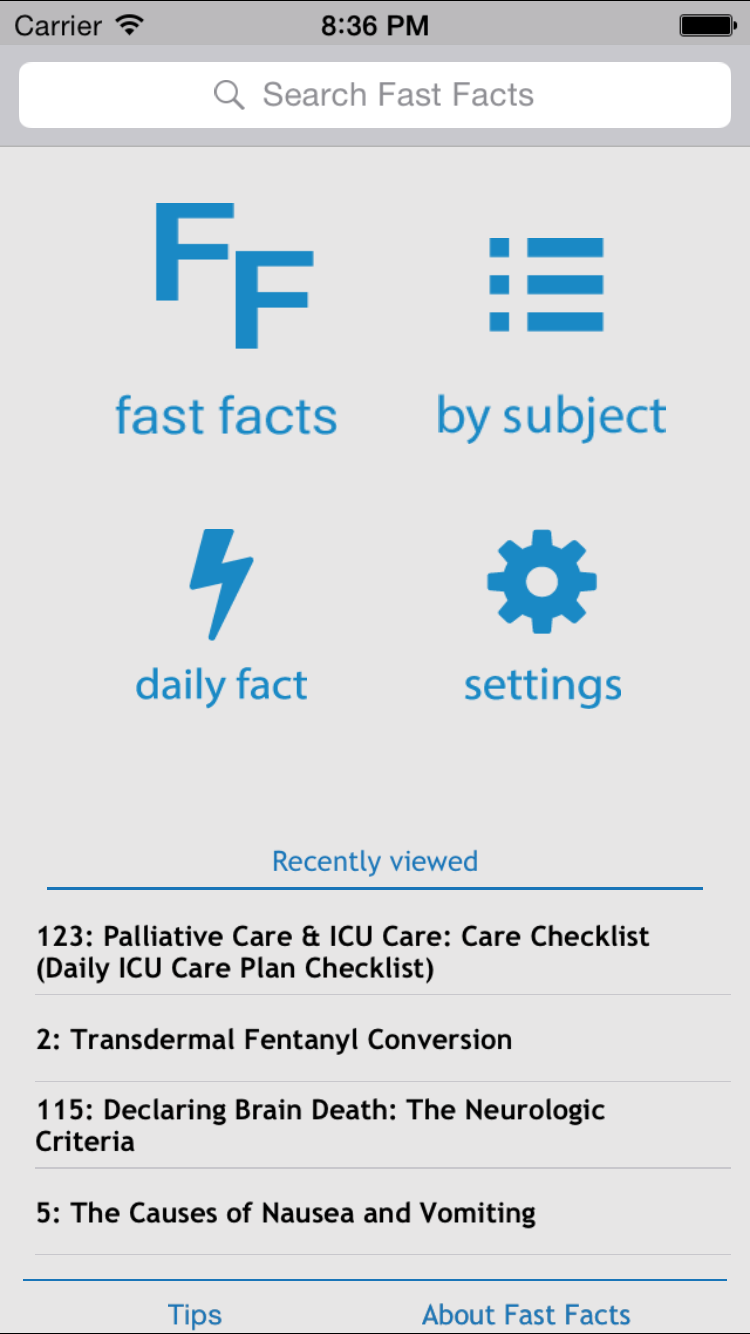 Carrier 8:36 PM
Search Fast Facts
FF
fast facts by subject
daily fact settings
Recently viewed
123: Palliative Care & ICU Care: Care Checklist
(Daily ICU Care Plan Checklist)
2: Transdermal Fentanyl Conversion
115: Declaring Brain Death: The Neurologic
Criteria
5: The Causes of Nausea and Vomiting
Tips About Fast Facts